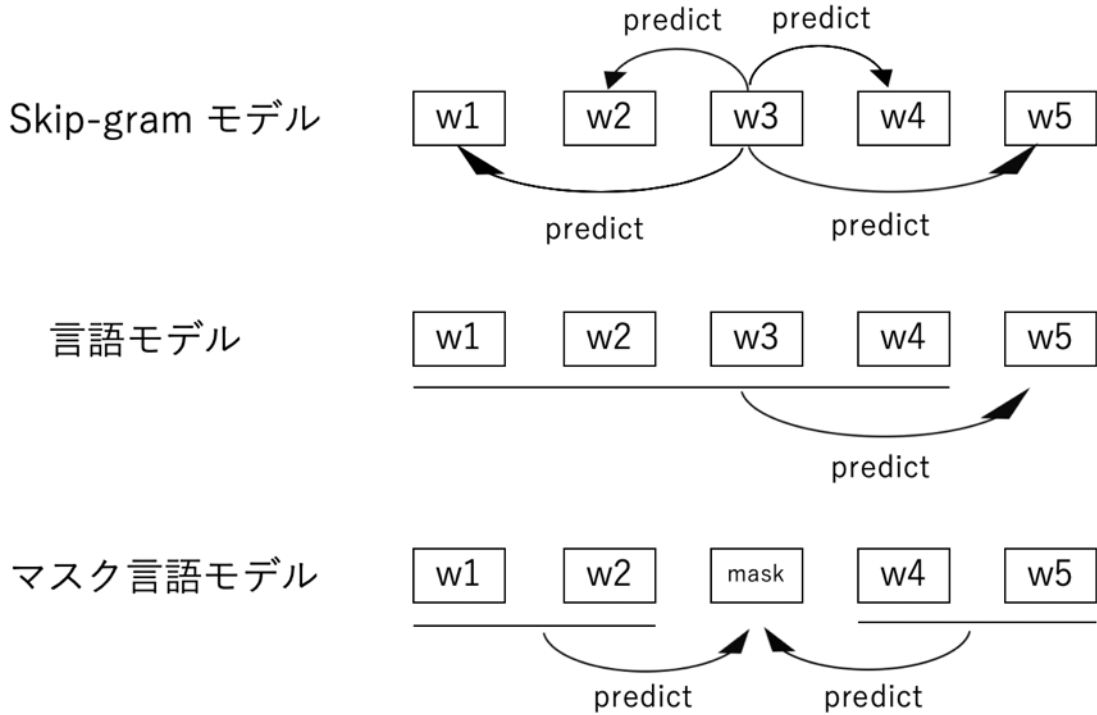 predict predict
Skip-gram モデル w1 w2 w3 w4 w5
predict predict
言語モデル w1 w2 w3 w4 w5
predict
マスク言語モデル w1 w2 mask w4 w5
predict predict